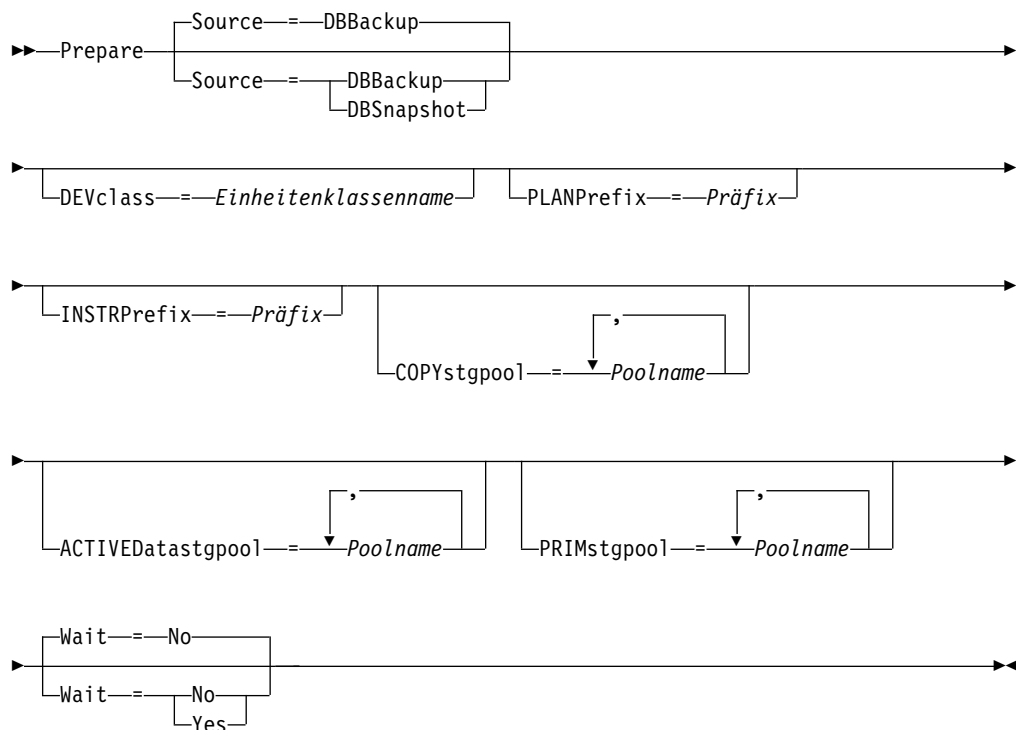 Source = DBBackup
Prepare
Source = DBBackup
DBSnapshot
DEVclass = Einheitenklassenname PLANPrefix = Präfix
INSTRPrefix = Präfix
,
COPYstgpool = Poolname
, ,
ACTIVEDatastgpool = Poolname PRIMstgpool = Poolname
Wait = No
Wait = No
Yes